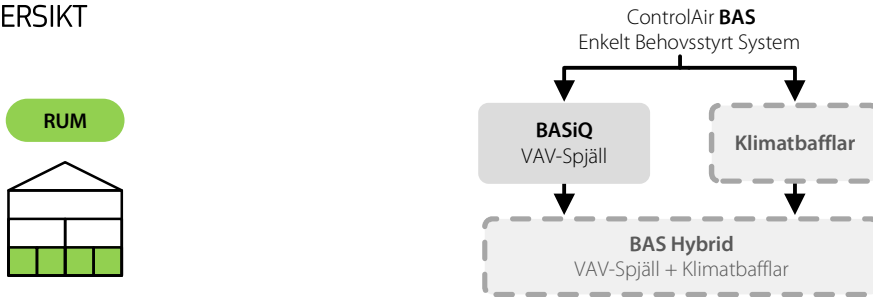 ERSIKT
ControlAir BAS
Enkelt Behovsstyrt System
RUM
BASiQ
VAV-Spjäll
Klimatbafflar
BAS Hybrid
VAV-Spjäll + Klimatbafflar